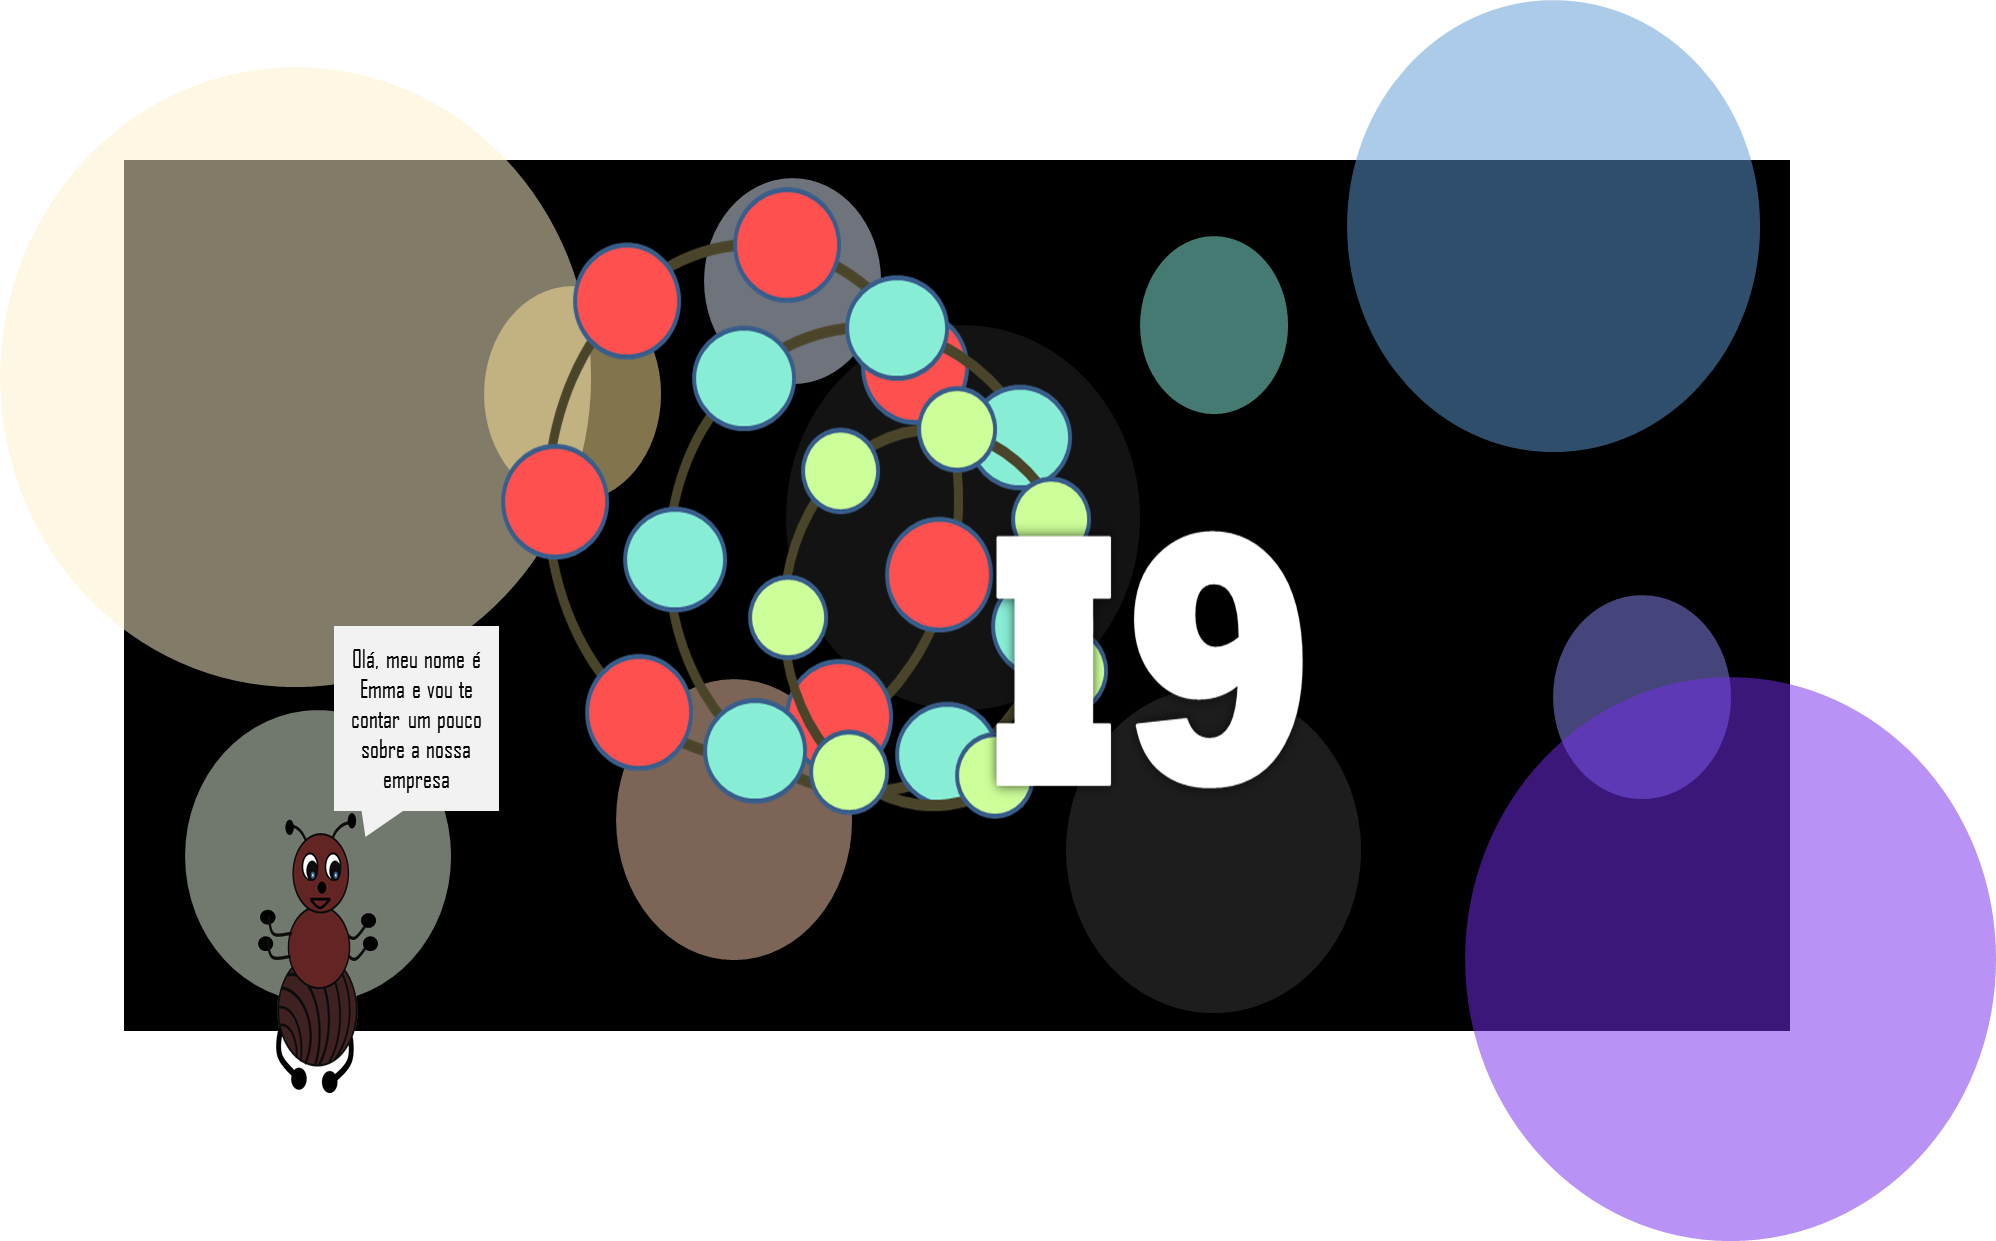 Olá, meu nome é
Emma e vou te
contar um pouco
sobre a nossa
empresa
I9